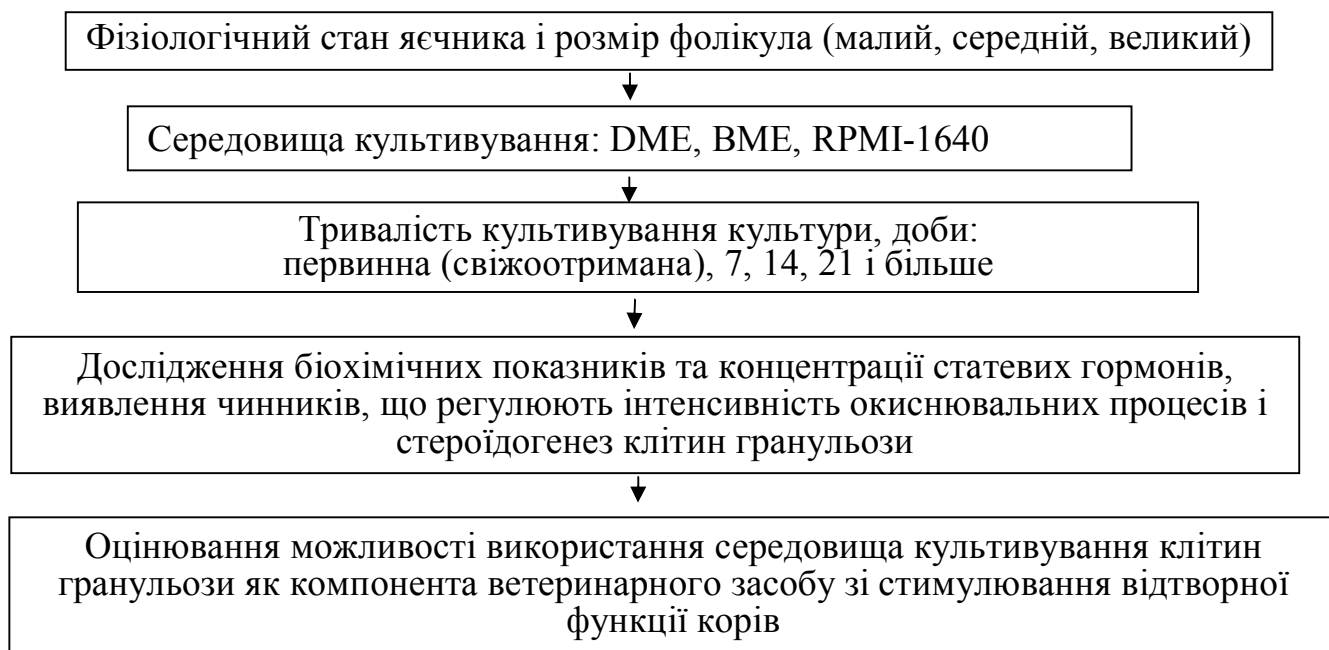 Фізіологічний стан яєчника і розмір фолікула (малий, середній, великий)
Середовища культивування: DME, BME, RPMI-1640
Тривалість культивування культури, доби:
первинна (свіжоотримана), 7, 14, 21 і більше
Дослідження біохімічних показників та концентрації статевих гормонів,
виявлення чинників, що регулюють інтенсивність окиснювальних процесів і
стероїдогенез клітин гранульози
Оцінювання можливості використання середовища культивування клітин
гранульози як компонента ветеринарного засобу зі стимулювання відтворної
функції корів